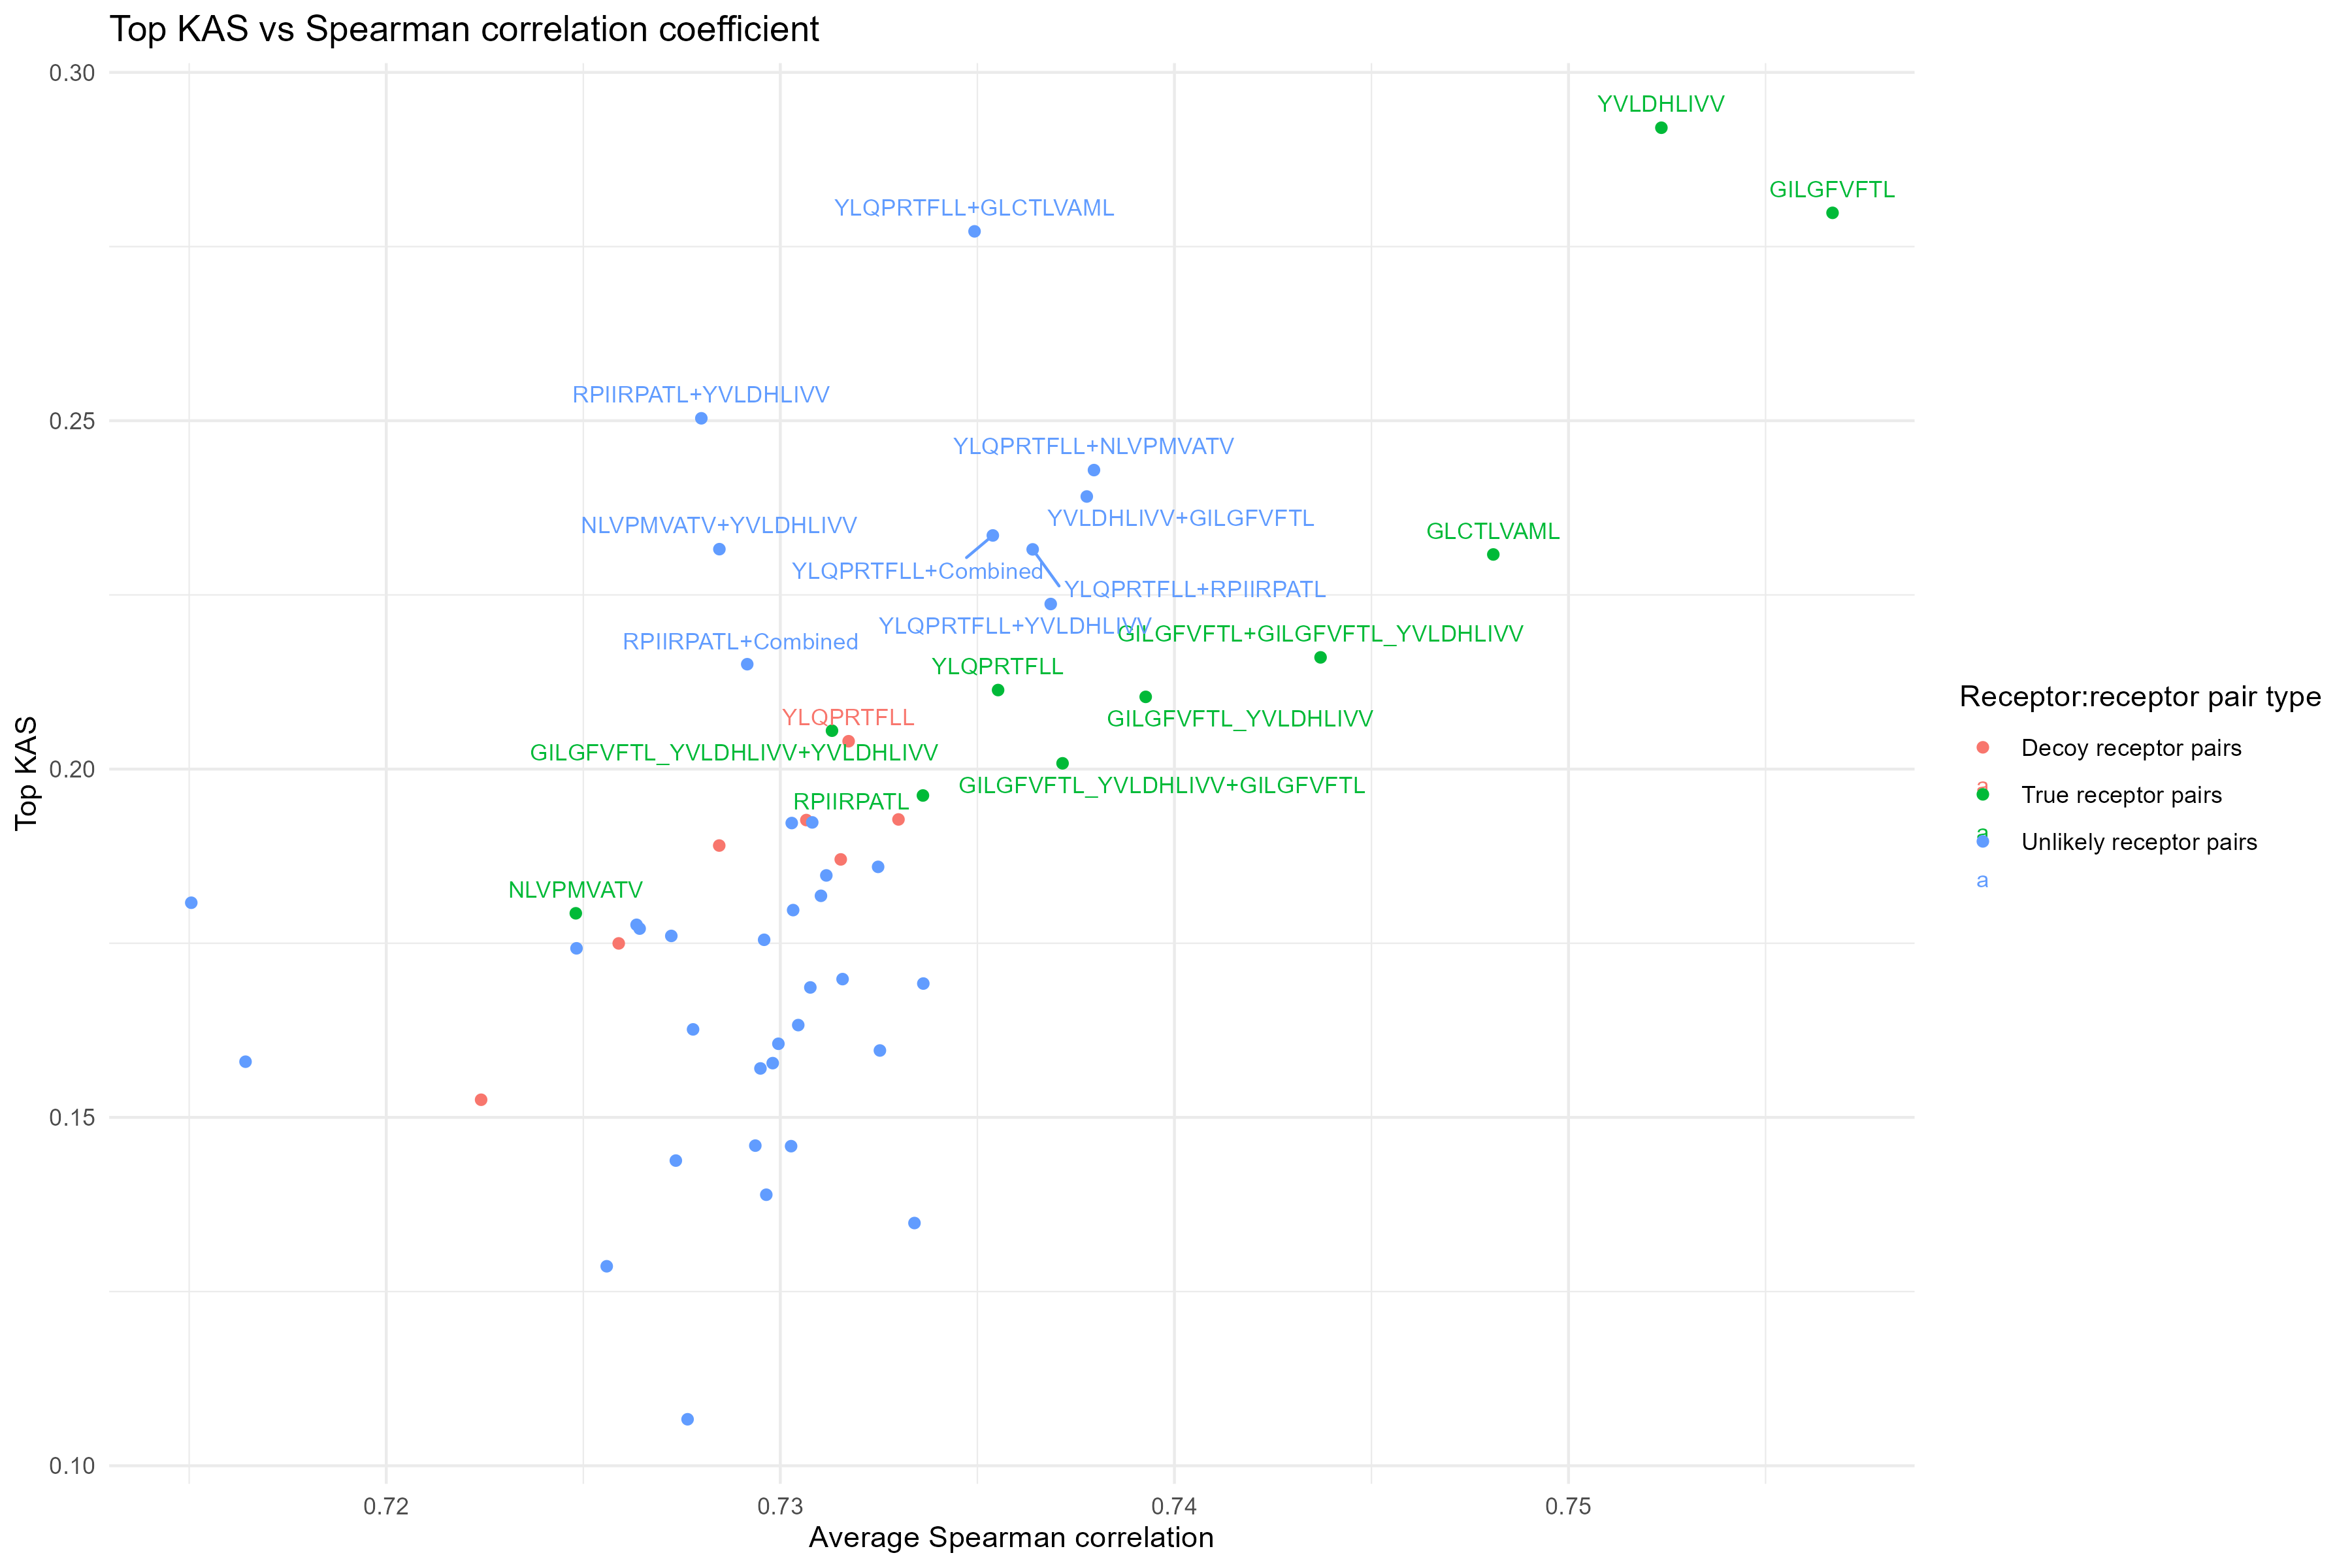 Top KAS vs Spearman correlation coefficient
0.30
YVLDHLIVV
GILGFVFTL
YLQPRTFLL+GLCTLVAML
RPIIRPATL+YVLDHLIVV
0.25
YLQPRTFLL+NLVPMVATV
YVLDHLIVV+GILGFVFTL
NLVPMVATV+YVLDHLIVV
GLCTLVAML
YLQPRTFLL+Combined
YLQPRTFLL+RPIIRPATL
YLQPRTFLL+YVLDHLIVV
GILGFVFTL+GILGFVFTL_YVLDHLIVV
RPIIRPATL+Combined
YLQPRTFLL
GILGFVFTL_YVLDHLIVV
YLQPRTFLL
GILGFVFTL_YVLDHLIVV+YVLDHLIVV
0.20
GILGFVFTL_YVLDHLIVV+GILGFVFTL
RPIIRPATL
NLVPMVATV
0.15
0.10
Top KAS
0.72
0.73
0.74
0.75
Average Spearman correlation
Receptor:receptor pair type
Decoy receptor pairs
a
True receptor pairs
a
Unlikely receptor pairs
a